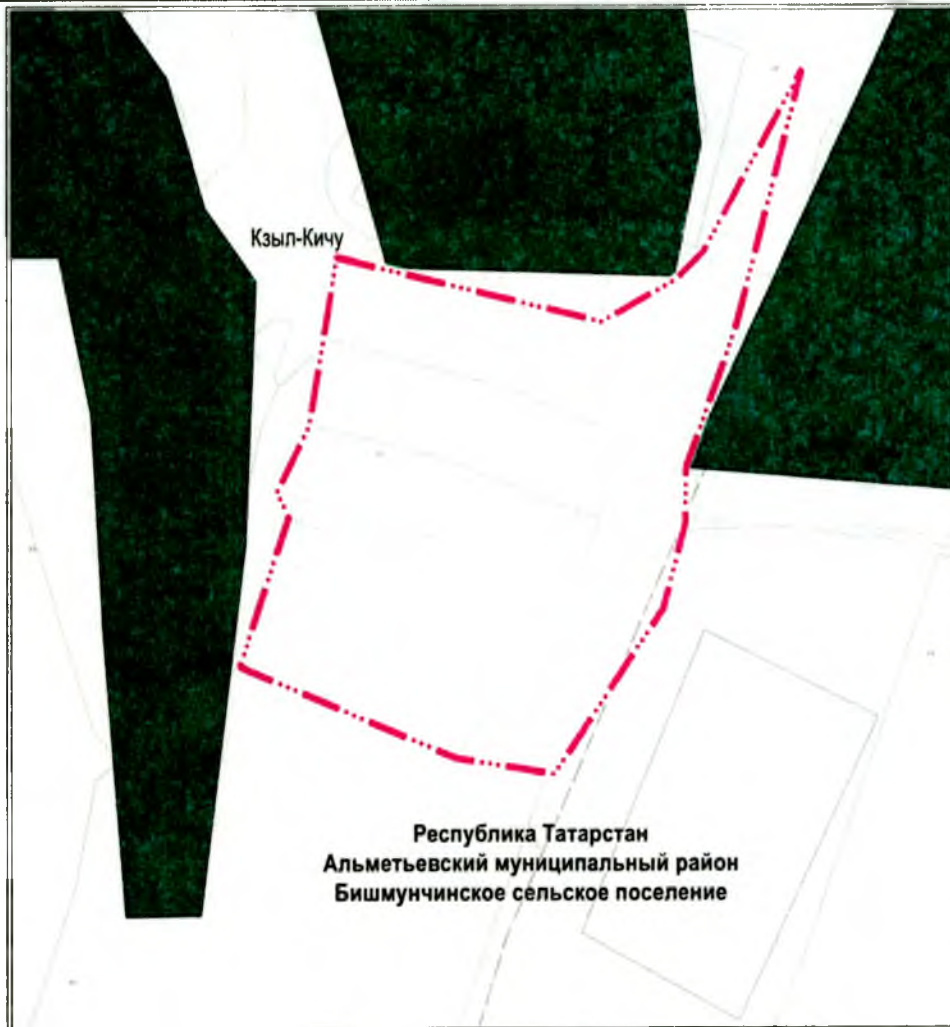 Кзыл-Кичу
Республика Татарстан
Альметьевский муниципальный район
Бишмунчинское сельское поселение